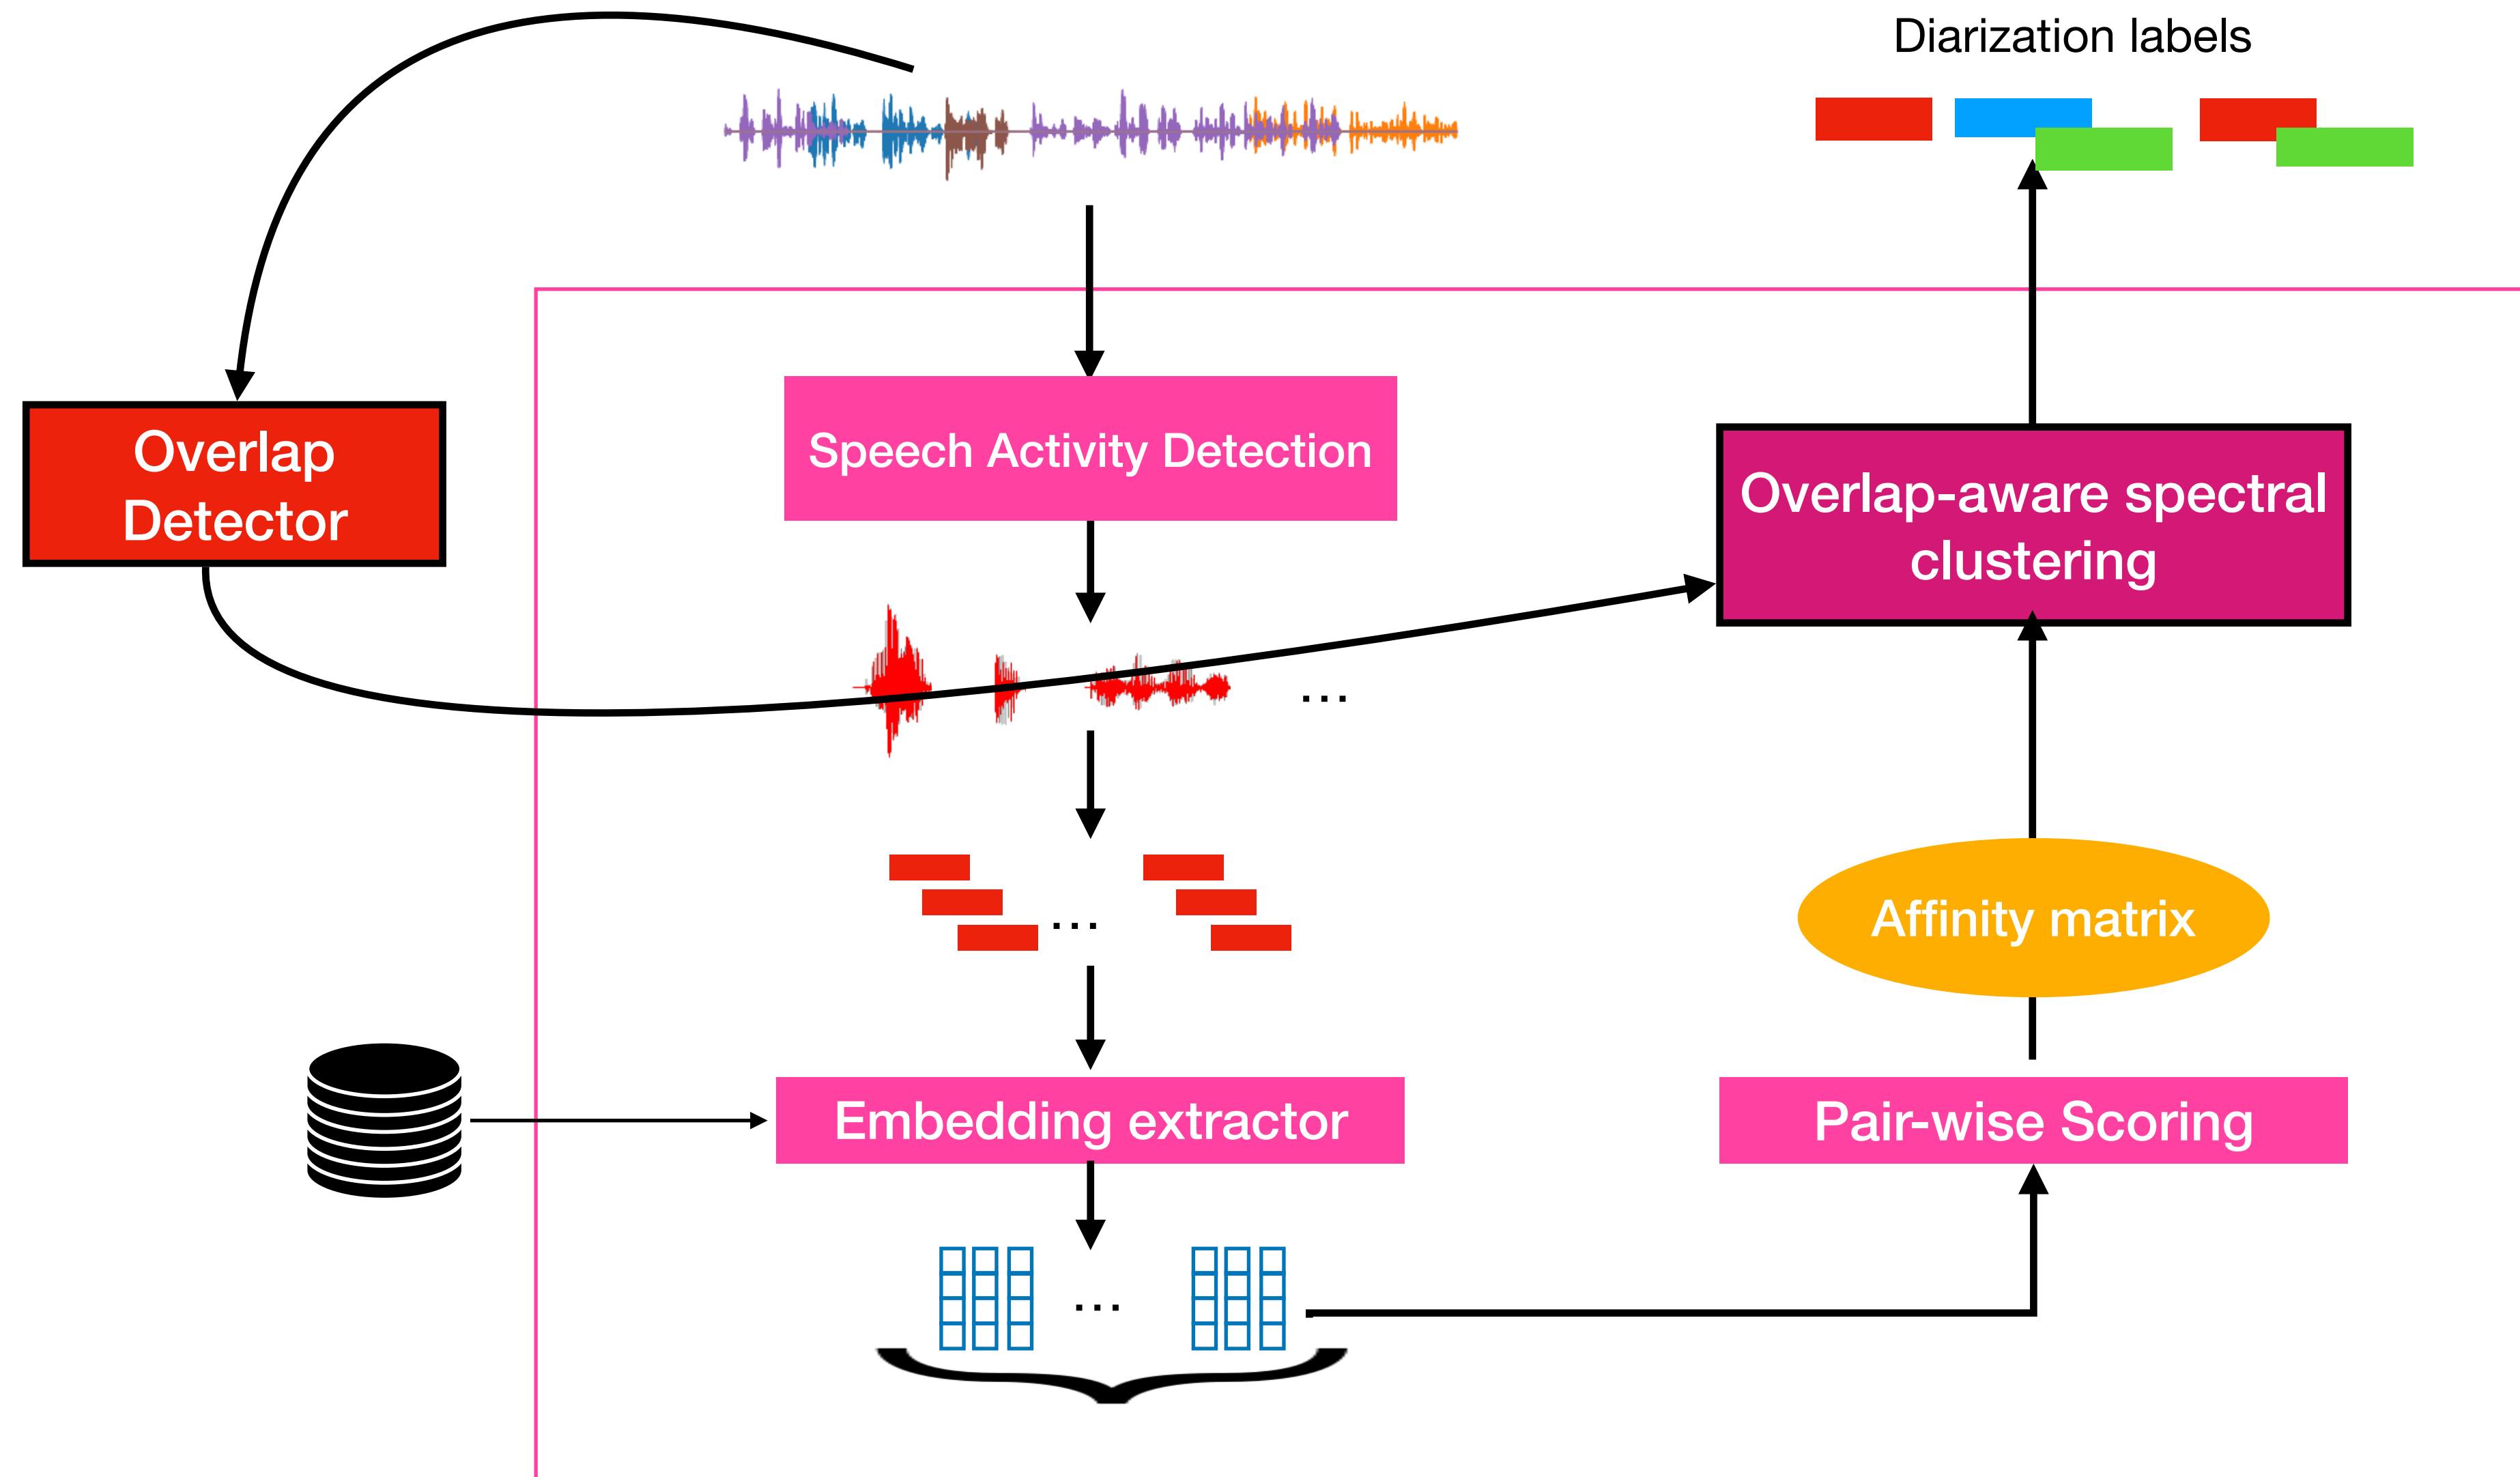 Diarization labels
Overlap
Detector
Speech Activity Detection
Overlap-aware spectral
clustering
...
...
Affinity matrix
Embedding extractor
Pair-wise Scoring
...